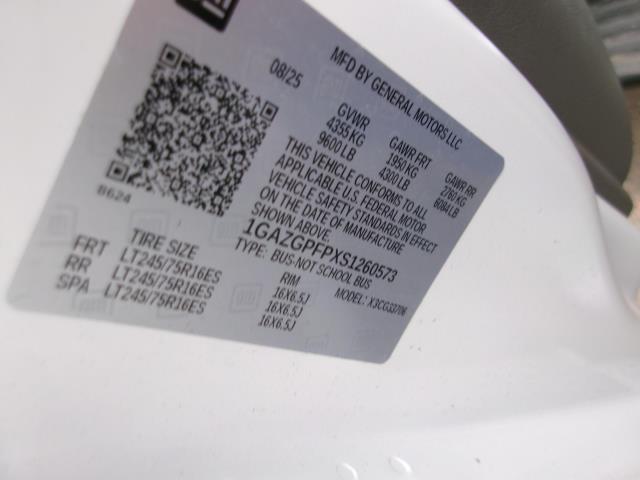 MFD BY GENERAL MOTORS LLC
08/25
GVWR GAWR FRT GAWR RR
4355 KG 1950 KG 2760 KG
9600 LB 4300 LB 6084 LB
THIS VEHICLE CONFORMS TO ALL
APPLICABLE U.S. FEDERAL MOTOR
VEHICLE SAFETY STANDARDS IN EFFECT
ON THE DATE OF MANUFACTURE
SHOWN ABOVE.
1GAZGPFPXS1260573
TYPE: BUS-NOT SCHOOL BUS
MODEL: X3CG33706
B624
TIRE SIZE RIM
FRT LT245/75R16ES 16X6.5J
RR LT245/75R16ES 16X6.5J
SPA LT245/75R16ES 16X6.5J